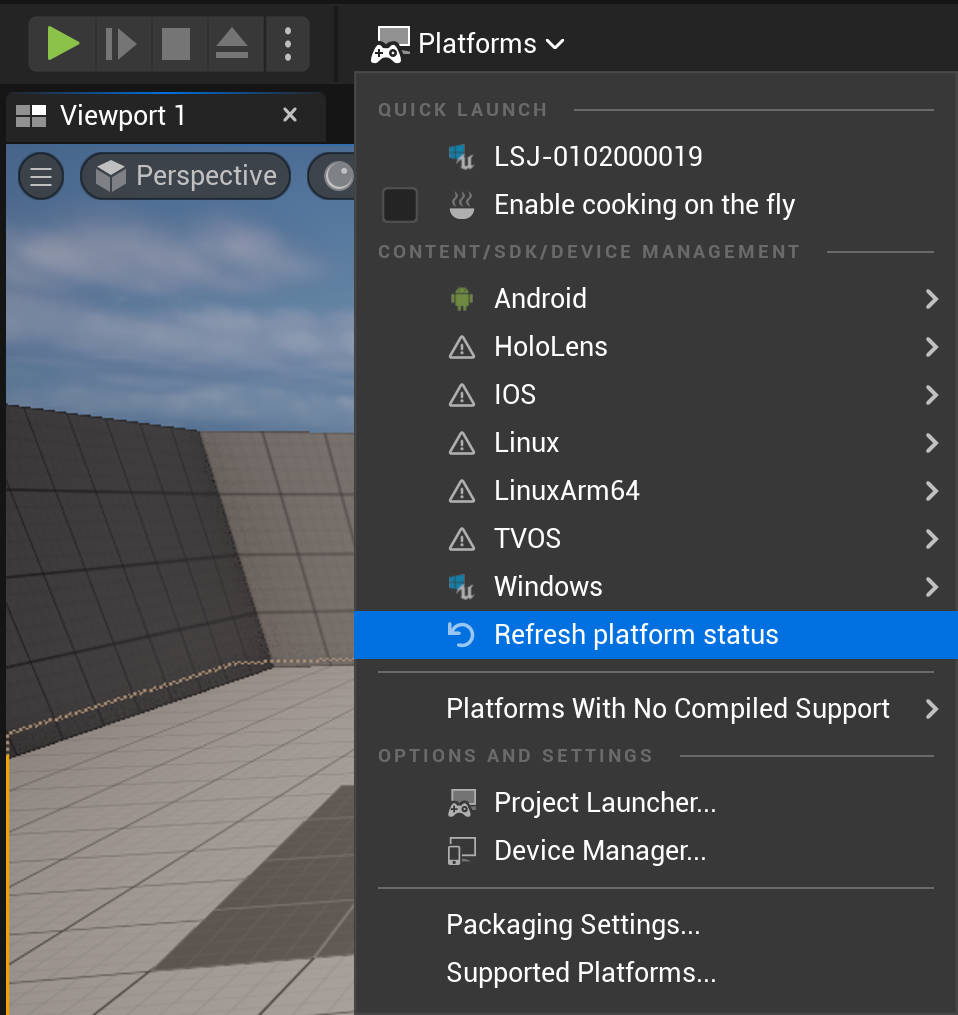 Platforms
Viewport 1
Perspective
QUICK LAUNCH
LSJ-0102000019
Enable cooking on the fly
CONTENT/SDK/DEVICE MANAGEMENT
Android
HoloLens
IOS
Linux
LinuxArm64
TVOS
Windows
Refresh platform status
Platforms With No Compiled Support
OPTIONS AND SETTINGS
Project Launcher...
Device Manager...
Packaging Settings...
Supported Platforms...